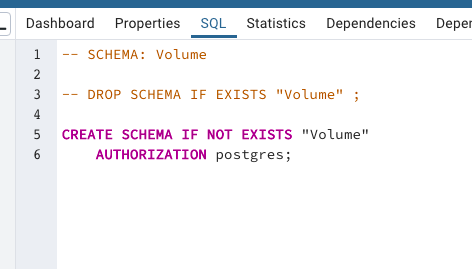 Dashboard Properties SQL Statistics Dependencies
1 -- SCHEMA: Volume
2
3 -- DROP SCHEMA IF EXISTS "Volume" ;
4
5 CREATE SCHEMA IF NOT EXISTS "Volume"
6 AUTHORIZATION postgres;